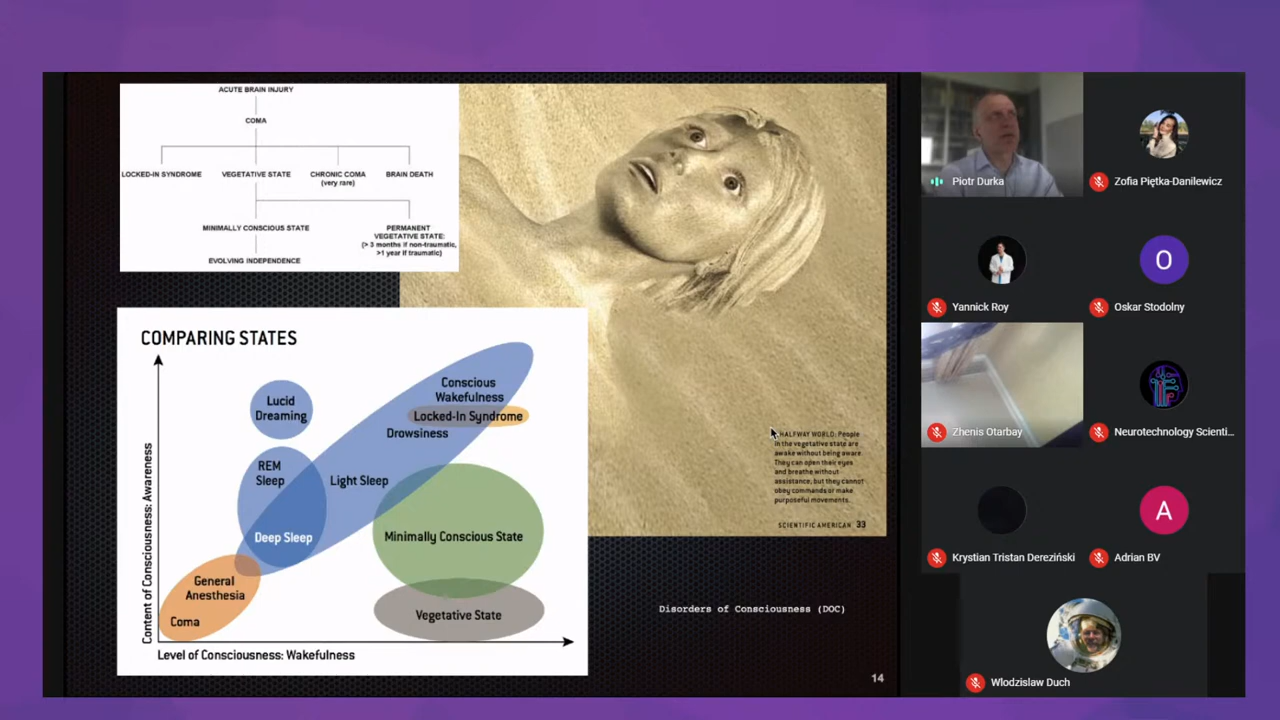 ACUTE BRAIN INJURY
COMA
LOCKED-IN SYNDROME
VEGETATIVE STATE
CHRONIC COMA
(very rare)
BRAIN DEATH
MINIMALLY CONSCIOUS STATE
PERMANENT
VEGETATIVE STATE:
(> 3 months if non-traumatic,
>1 year if traumatic)
EVOLVING INDEPENDENCE
COMPARING STATES
Content of Consciousness: Awareness
Lucid
Dreaming
Conscious
Wakefulness
Locked-In Syndrome
Drowsiness
REM
Sleep
Light Sleep
Deep Sleep
Minimally Conscious State
General
Anesthesia
Coma
Vegetative State
Level of Consciousness: Wakefulness
HALFWAY WORLD: People
in the vegetative state are
awake without being aware.
They can open their eyes
and breathe without
assistance, but they cannot
obey commands or make
purposeful movements.
SCIENTIFIC AMERICAN 33
Disorders of Consciousness (DOC)
14
Piotr Durka
Zofia Piętka-Danilewicz
Yannick Roy
O
Oskar Stodolny
Zhenis Otarbay
Neurotechnology Scienti...
Krystian Tristan Dereziński
A
Adrian BV
Wlodzislaw Duch